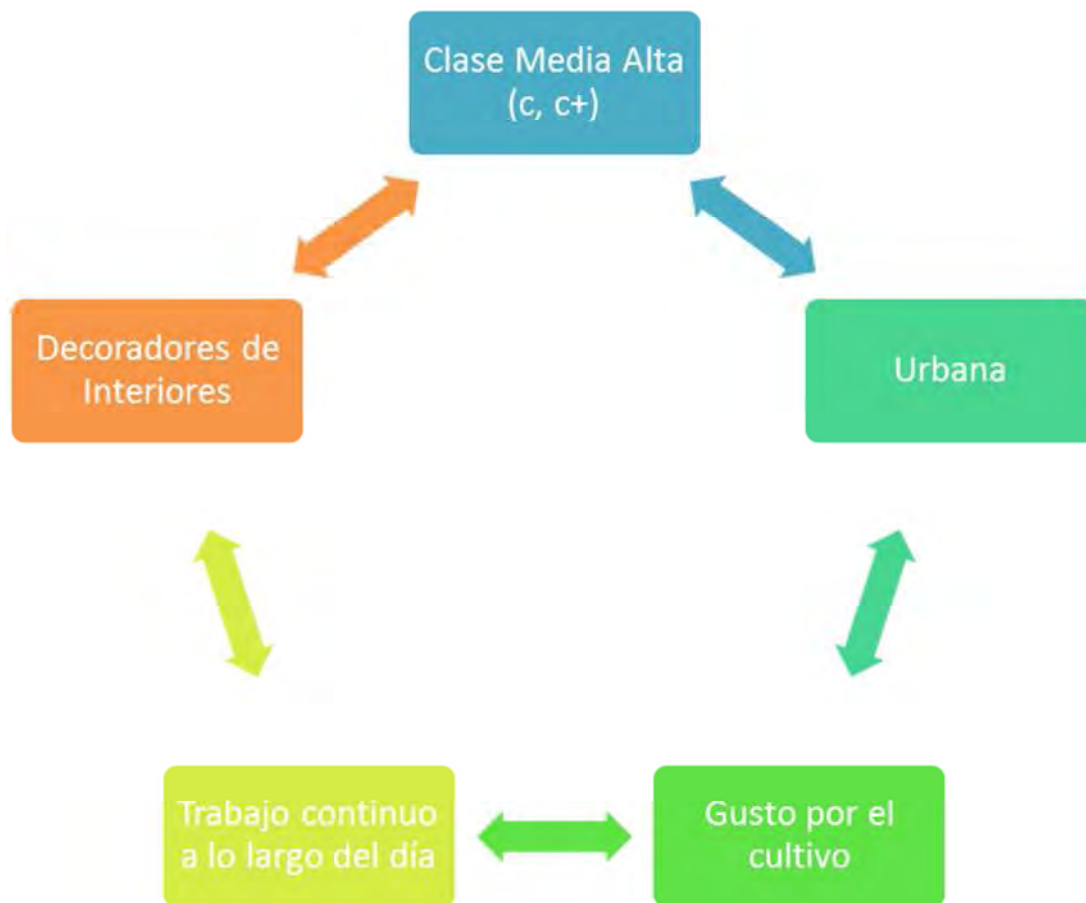 Clase Media Alta
(c, c+)
Decoradores de
Interiores
Urbana
Trabajo continuo
a lo largo del día
Gusto por el
cultivo